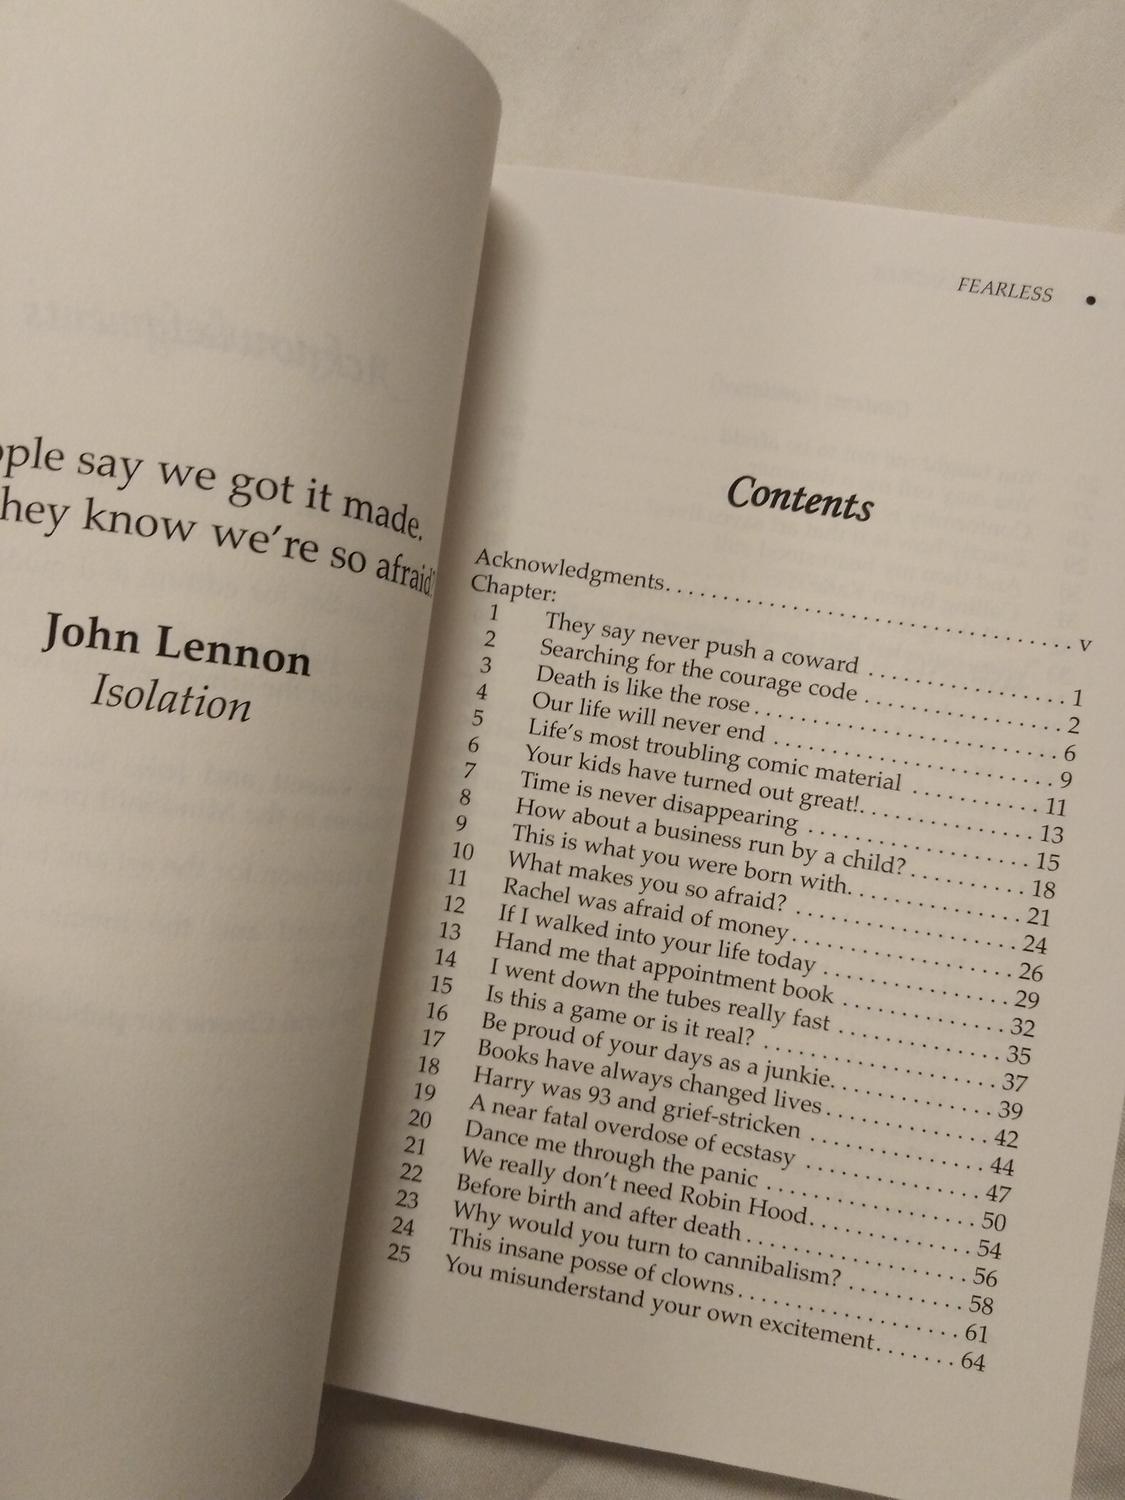 ople say we got it made.
hey know we're so afraid
John Lennon
Isolation
FEARLESS •
Contents
Acknowledgments. . . . . . . . . . . . . . . . . . . . . . . . . . . . . . . . . . . . v
Chapter:
1 They say never push a coward . . . . . . . . . . . . . . . . . 1
2 Searching for the courage code . . . . . . . . . . . . . . . . . 2
3 Death is like the rose . . . . . . . . . . . . . . . . . . . . . . . . . . 6
4 Our life will never end . . . . . . . . . . . . . . . . . . . . . . . . 9
5 Life's most troubling comic material . . . . . . . . . . . 11
6 Your kids have turned out great!. . . . . . . . . . . . . . . 13
7 Time is never disappearing . . . . . . . . . . . . . . . . . . . 15
8 How about a business run by a child? . . . . . . . . . . 18
9 This is what you were born with. . . . . . . . . . . . . . . 21
10 What makes you so afraid? . . . . . . . . . . . . . . . . . . . 24
11 Rachel was afraid of money . . . . . . . . . . . . . . . . . . . 26
12 If I walked into your life today . . . . . . . . . . . . . . . . 29
13 Hand me that appointment book . . . . . . . . . . . . . . 32
14 I went down the tubes really fast . . . . . . . . . . . . . . 35
15 Is this a game or is it real? . . . . . . . . . . . . . . . . . . . . 37
16 Be proud of your days as a junkie. . . . . . . . . . . . . . 39
17 Books have always changed lives . . . . . . . . . . . . . . 42
18 Harry was 93 and grief-stricken . . . . . . . . . . . . . . . 44
19 A near fatal overdose of ecstasy . . . . . . . . . . . . . . . 47
20 Dance me through the panic . . . . . . . . . . . . . . . . . . 50
21 We really don't need Robin Hood. . . . . . . . . . . . . . 54
22 Before birth and after death . . . . . . . . . . . . . . . . . . . 56
23 Why would you turn to cannibalism? . . . . . . . . . . 58
24 This insane posse of clowns . . . . . . . . . . . . . . . . . . . 61
25 You misunderstand your own excitement. . . . . . . 64